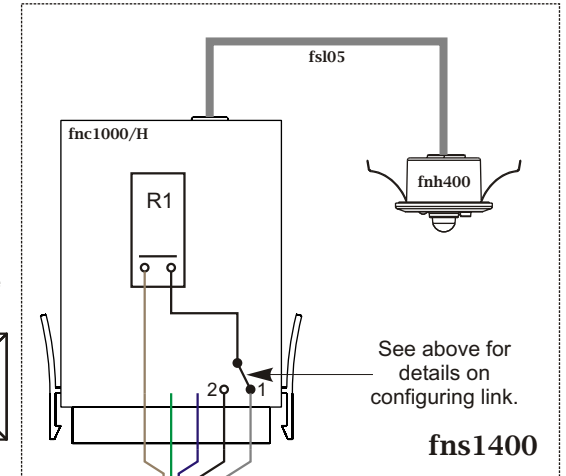 fsl05
fnc1000/H
fnh400
R1
2
1
See above for
details on
configuring link.
fns1400